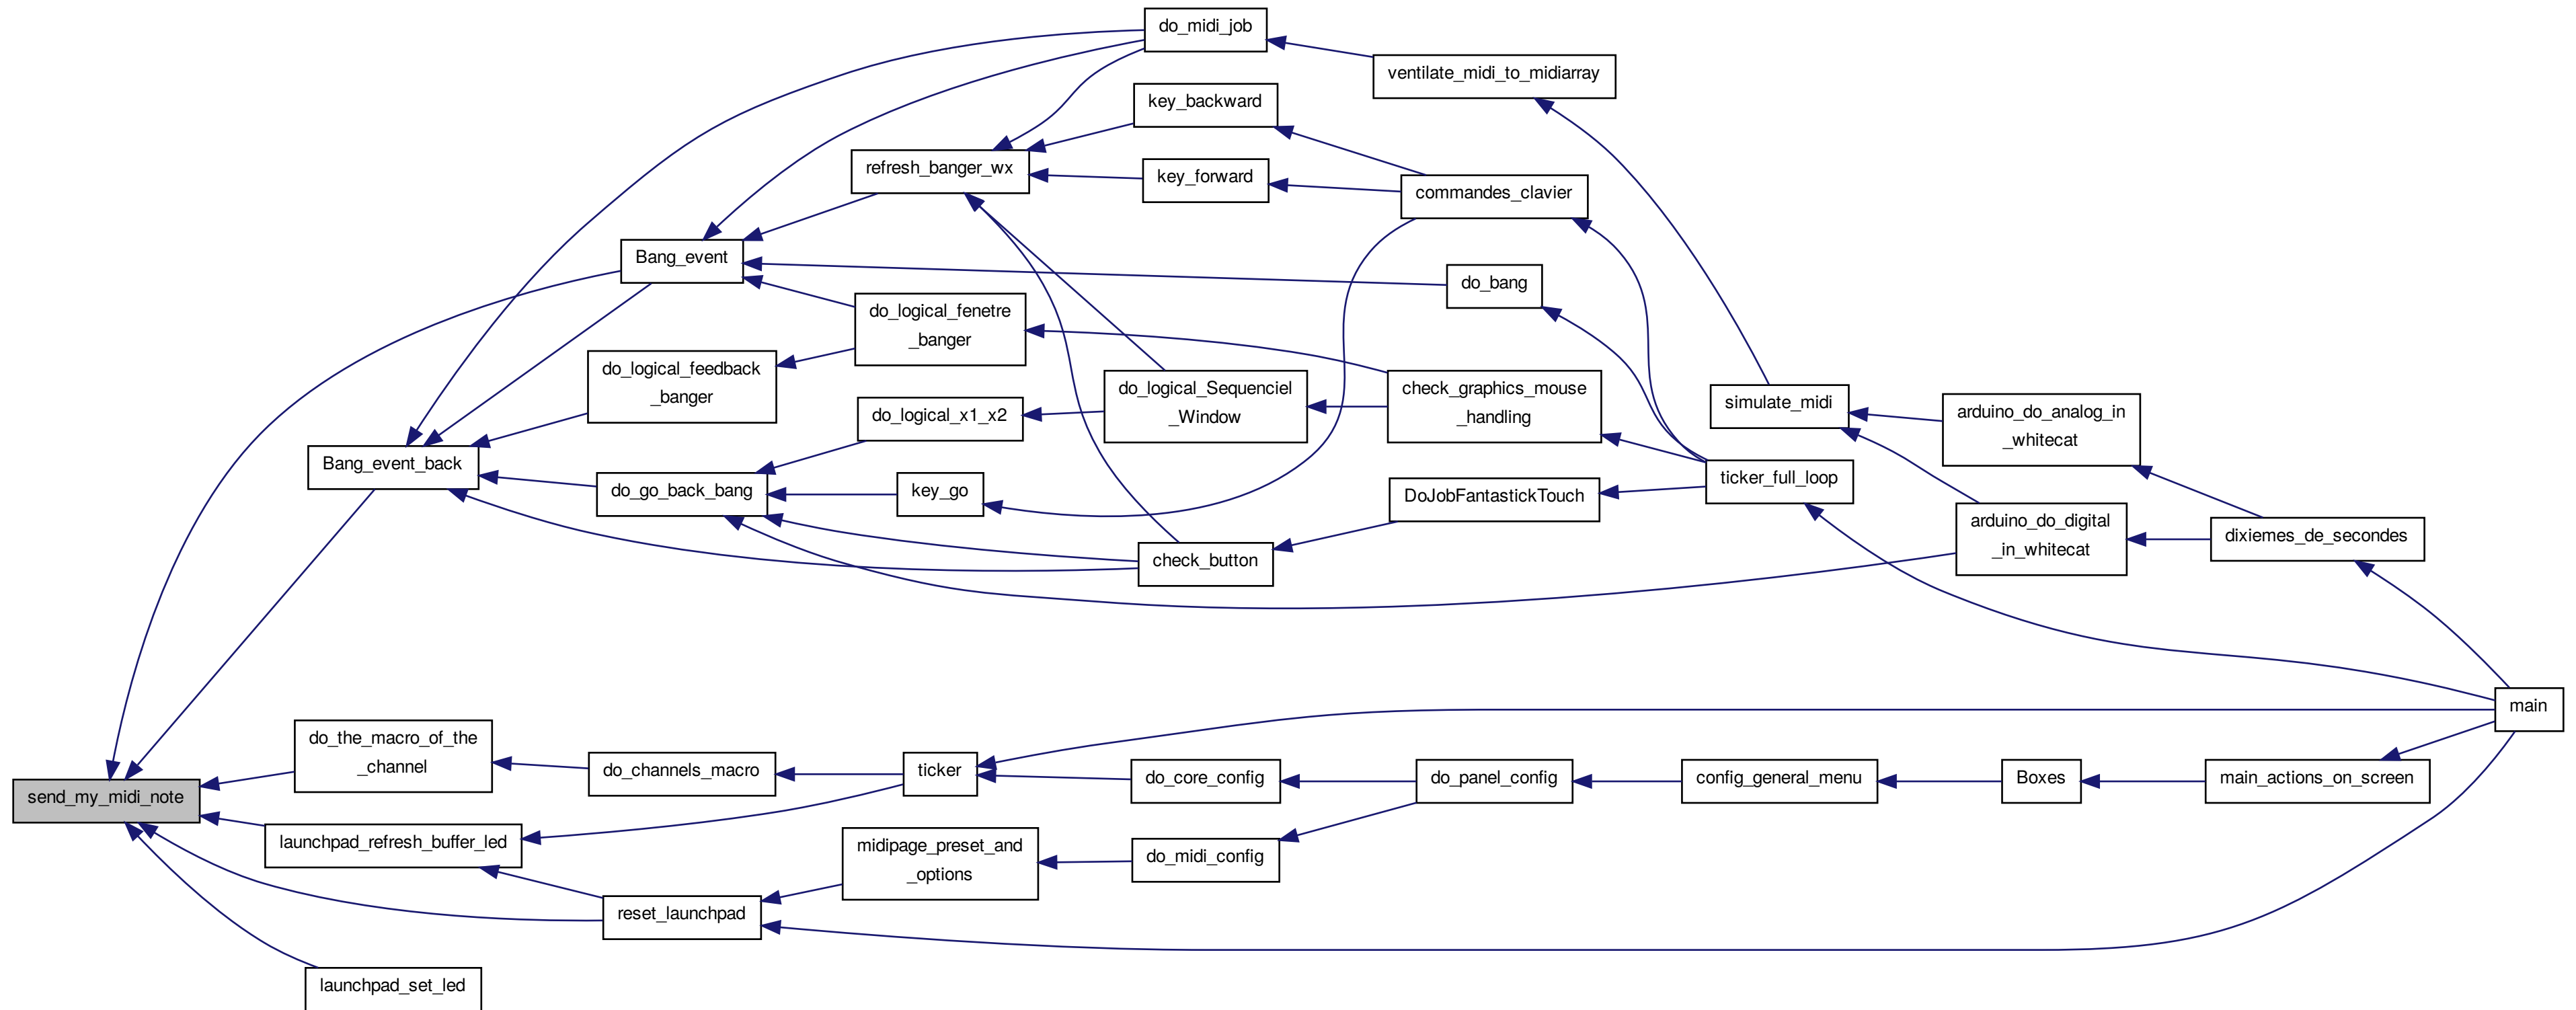 do_midi_job
ventilate_midi_to_midiarray
key_backward
refresh_banger_wx
key_forward
commandes_clavier
Bang_event
do_bang
do_logical_fenetre
_banger
do_logical_feedback
_banger
do_logical_Sequenciel
_Window
check_graphics_mouse
_handling
simulate_midi
arduino_do_analog_in
_whitecat
do_logical_x1_x2
Bang_event_back
do_go_back_bang
key_go
DoJobFantastickTouch
ticker_full_loop
arduino_do_digital
_in_whitecat
dixiemes_de_secondes
check_button
main
do_the_macro_of_the
_channel
do_channels_macro
ticker
do_core_config
do_panel_config
config_general_menu
Boxes
main_actions_on_screen
send_my_midi_note
launchpad_refresh_buffer_led
midipage_preset_and
_options
do_midi_config
reset_launchpad
launchpad_set_led